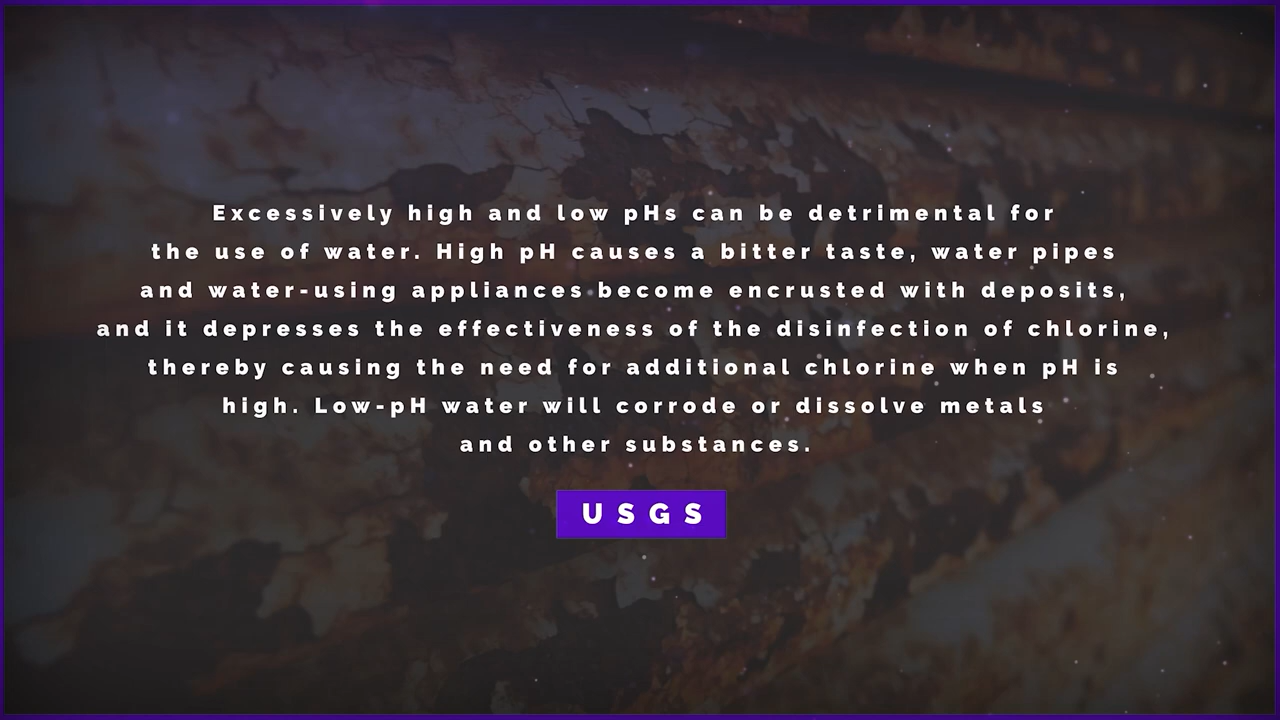 Excessively high and low pHs can be detrimental for
the use of water. High pH causes a bitter taste, water pipes
and water-using appliances become encrusted with deposits,
and it depresses the effectiveness of the disinfection of chlorine,
thereby causing the need for additional chlorine when pH is
high. Low-pH water will corrode or dissolve metals
and other substances.
USGS